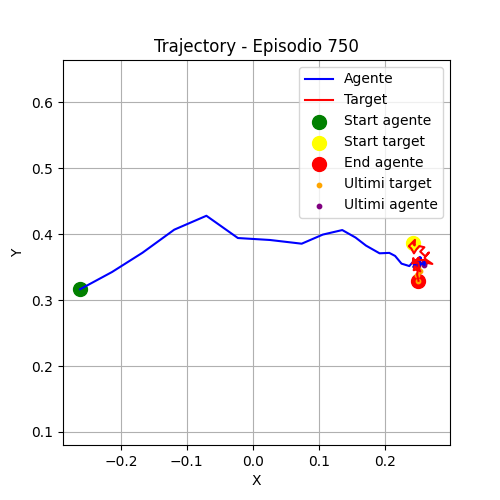 Trajectory - Episodio 750
Agente
Target
Start agente
Start target
End agente
Ultimi target
Ultimi agente
Y
0.6
0.5
0.4
0.3
0.2
0.1
−0.2
−0.1
0.0
0.1
0.2
X